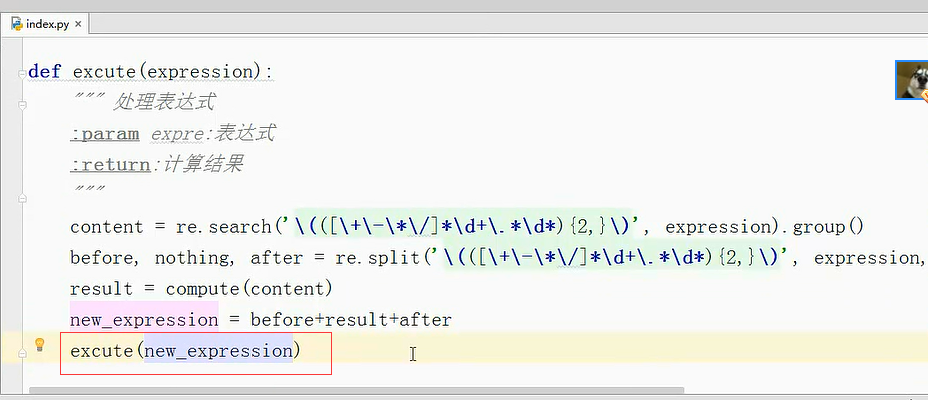 index.py
def excute(expression):
""" 处理表达式
:param expre:表达式
:return:计算结果
"""
content = re.search('\(([\+\-\*\/]*\d+\.*\d*){2,}\)', expression).group()
before, nothing, after = re.split('\(([\+\-\*\/]*\d+\.*\d*){2,}\)', expression,
result = compute(content)
new_expression = before+result+after
excute(new_expression)